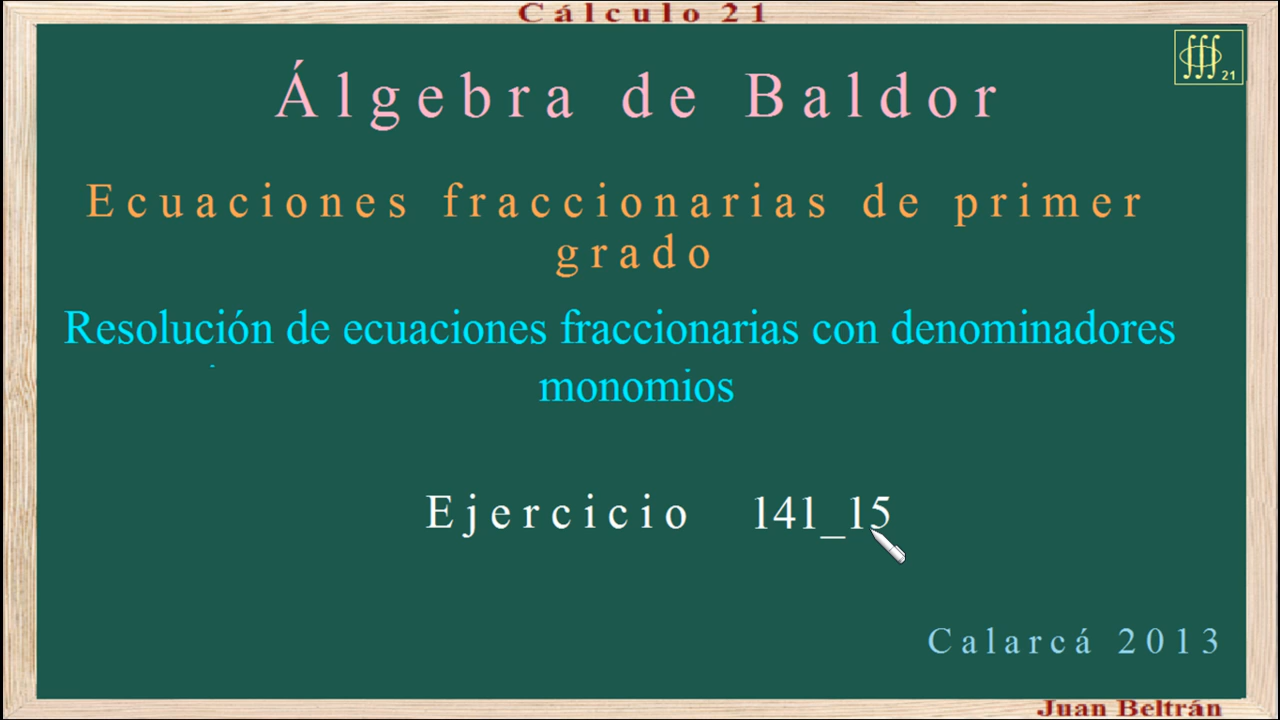 Cálculo 21
∯ 21
Álgebra de Baldor
Ecuaciones fraccionarias de primer
grado
Resolución de ecuaciones fraccionarias con denominadores
monomios
Ejercicio 141_15
Calarcá 2013
Juan Beltrán